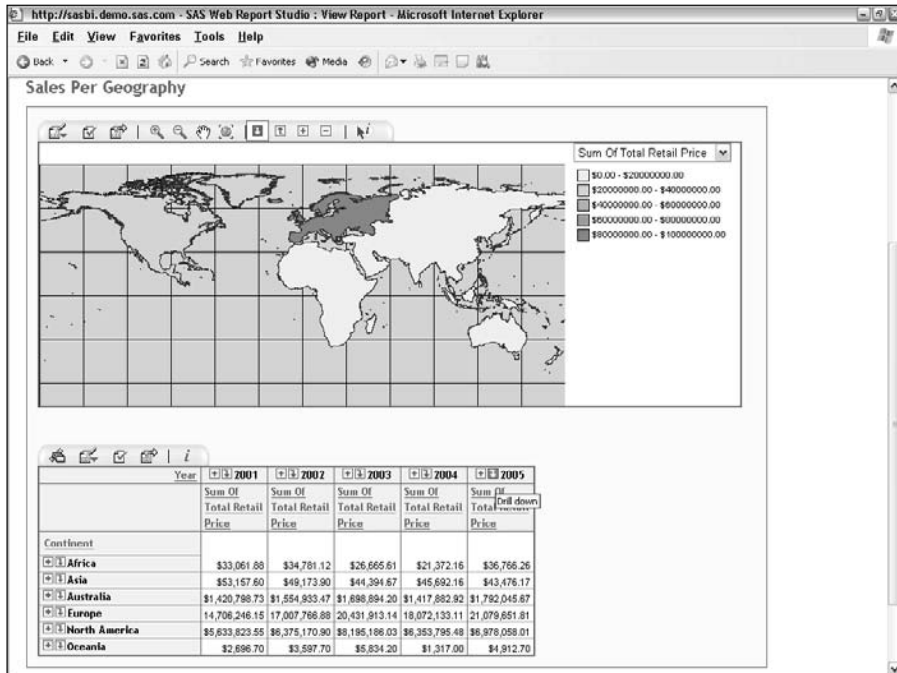 http://sasbi.demo.sas.com - SAS Web Report Studio : View Report - Microsoft Internet Explorer
File Edit View Favorites Tools Help
Back Search Favorites Media
Sales Per Geography
Sum Of Total Retail Price
$0.00 - $20000000.00
$20000000.00 - $40000000.00
$40000000.00 - $60000000.00
$60000000.00 - $80000000.00
$80000000.00 - $100000000.00
Year 2001 2002 2003 2004 2005
Sum Of Sum Of Sum Of Sum Of Sum Of
Drill down
Total Retail Total Retail Total Retail Total Retail
Price Price Price Price Price
Continent
Africa $33,061.88 $34,781.12 $26,665.61 $21,372.16 $36,766.26
Asia $53,157.60 $49,173.90 $44,394.67 $45,692.16 $43,476.17
Australia $1,420,798.73 $1,554,933.47 $1,698,894.20 $1,417,882.92 $1,792,045.67
Europe 14,706,246.15 17,007,766.88 20,431,913.14 18,072,133.11 21,079,651.81
North America $5,633,823.55 $6,375,170.90 $8,195,186.03 $6,353,795.48 $6,978,058.01
Oceania $2,696.70 $3,597.70 $5,834.20 $1,317.00 $4,912.70